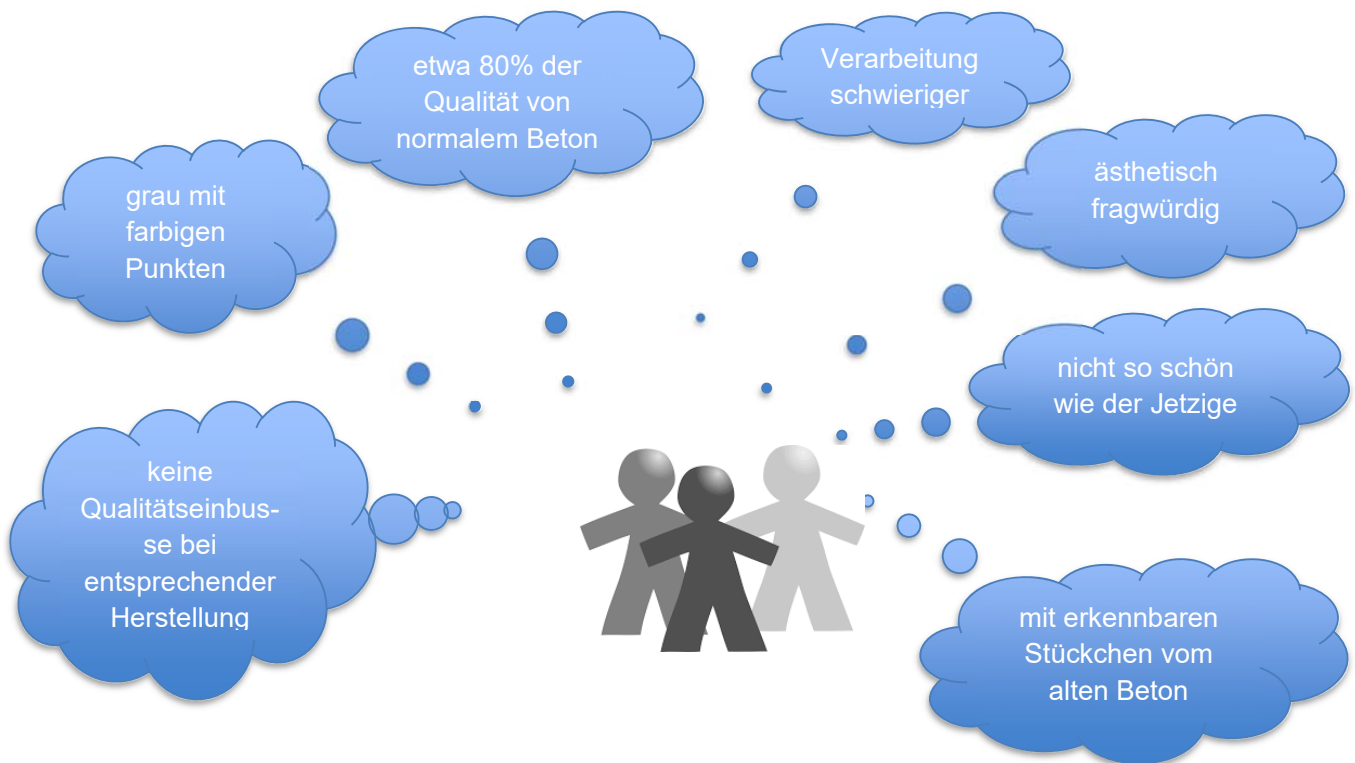 etwa 80% der
Qualität von
normalem Beton
Verarbeitung
schwieriger
grau mit
farbigen
Punkten
ästhetisch
fragwürdig
nicht so schön
wie der Jetzige
keine
Qualitätseinbus-
se bei
entsprechender
Herstellung
mit erkennbaren
Stückchen vom
alten Beton